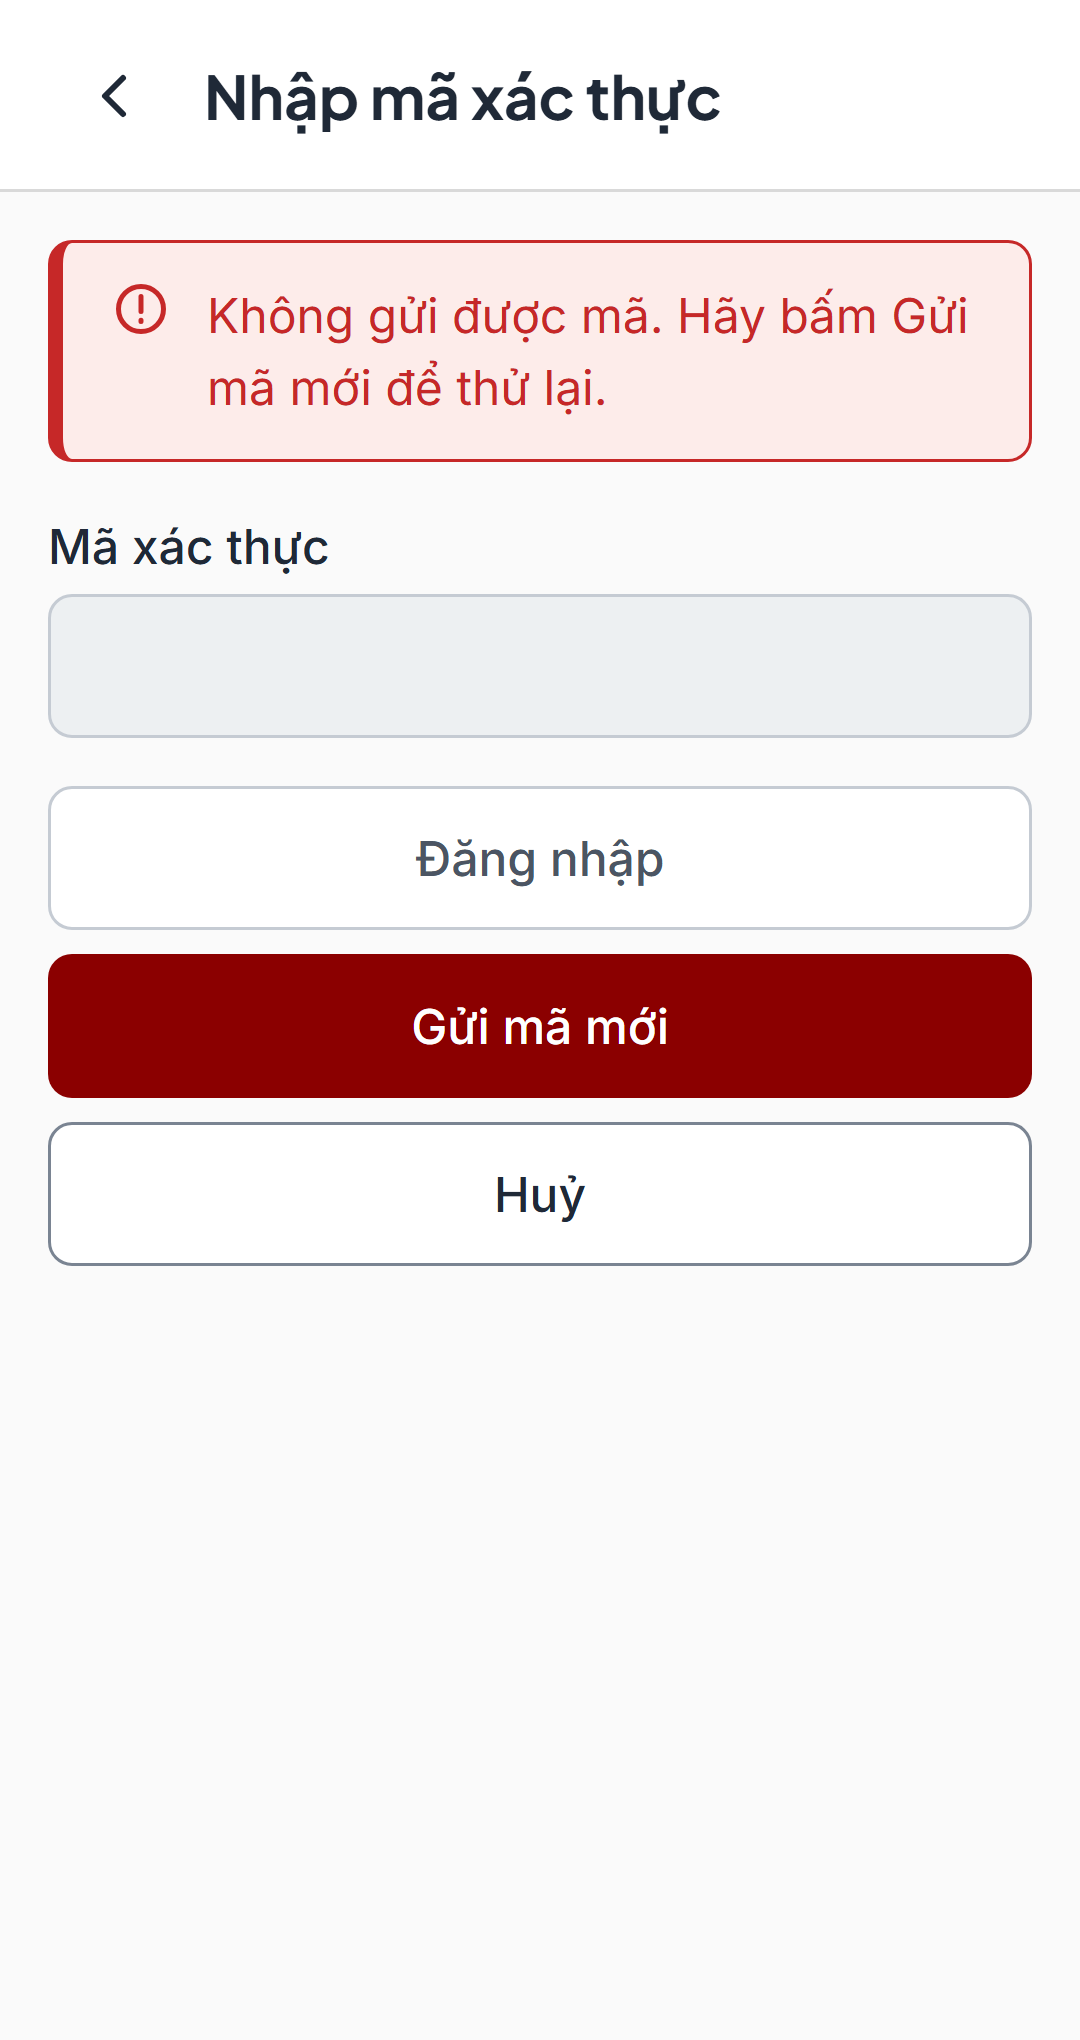 Nhập mã xác thực
Không gửi được mã. Hãy bấm Gửi
mã mới để thử lại.
Mã xác thực
Đăng nhập
Gửi mã mới
Huỷ